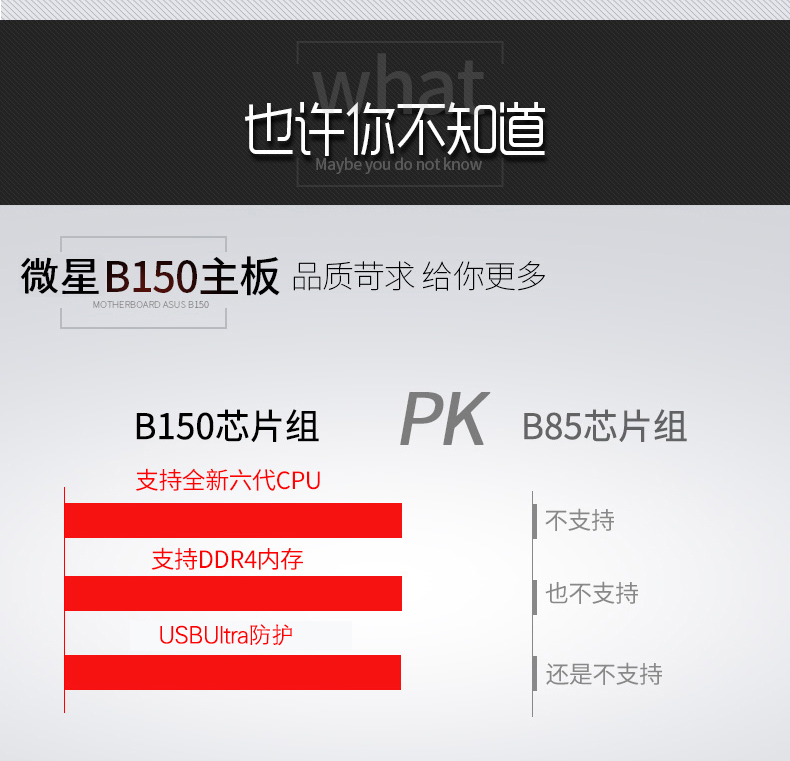 what
也许你不知道
Maybe you do not know
微星B150主板 品质苛求 给你更多
MOTHERBOARD ASUS B150
B150芯片组 PK B85芯片组
支持全新六代CPU
不支持
支持DDR4内存
也不支持
USBUltra防护
还是不支持